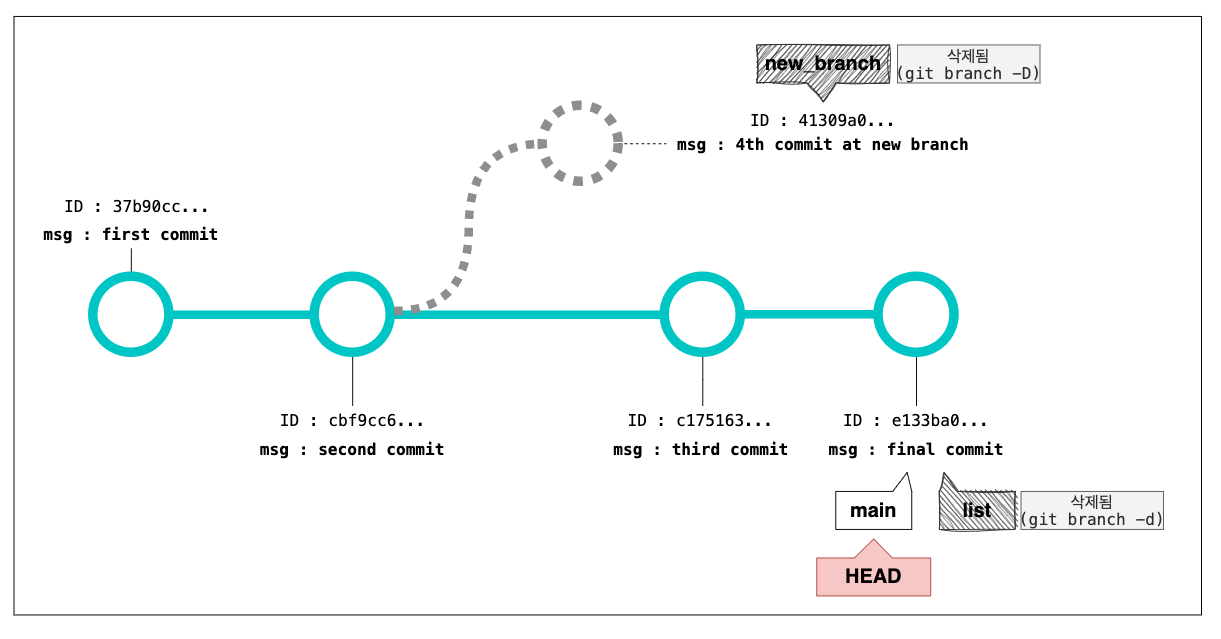 new_branch
삭제됨
(git branch –D)
ID : 41309a0...
msg : 4th commit at new branch
ID : 37b90cc...
msg : first commit
ID : cbf9cc6...
msg : second commit
ID : c175163...
msg : third commit
ID : e133ba0...
msg : final commit
main
list
삭제됨
(git branch –d)
HEAD